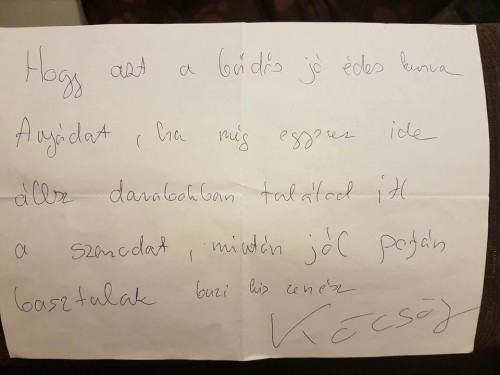 Hogy azt a büdös jó édes kurva
Anyádat, ha még egyszer ide
állsz darabokban találod itt
a szarodat, miután jól pofán
basztalak buzi kis zenész
Köcsög